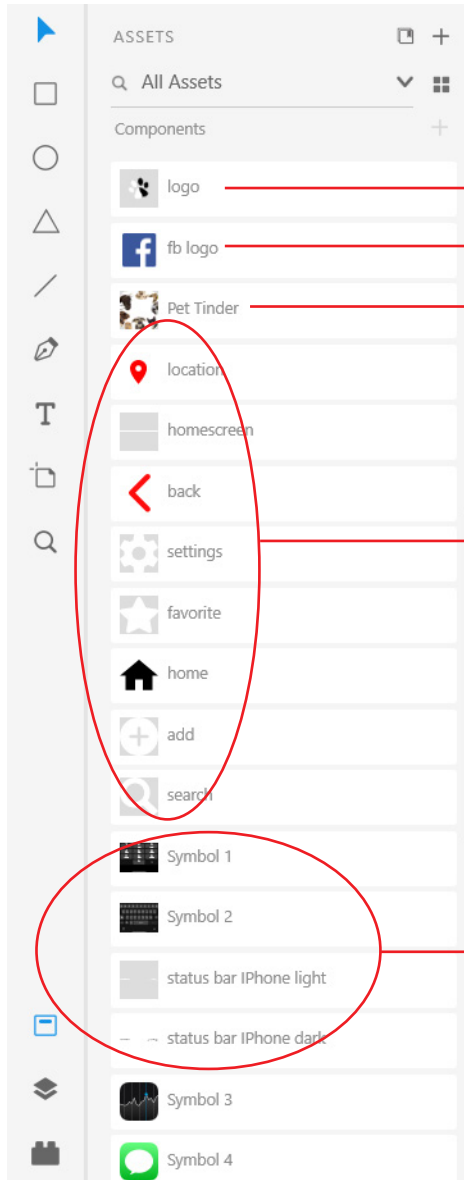 ASSETS
All Assets
Components
logo
fb logo
Pet Tinder
location
homescreen
back
settings
favorite
home
add
search
Symbol 1
Symbol 2
status bar IPhone light
status bar IPhone dark
Symbol 3
Symbol 4